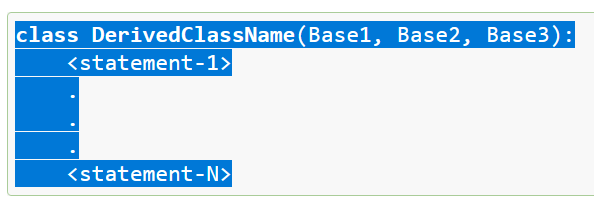 class DerivedClassName(Base1, Base2, Base3):
    <statement-1>
    .
    .
    .
    <statement-N>